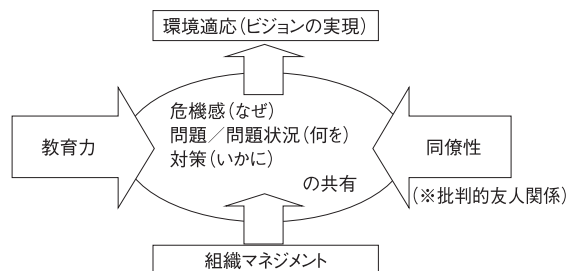 環境適応(ビジョンの実現)
危機感(なぜ)
問題／問題状況(何を)
対策(いかに)
の共有
教育力
同僚性
(※批判的友人関係)
組織マネジメント